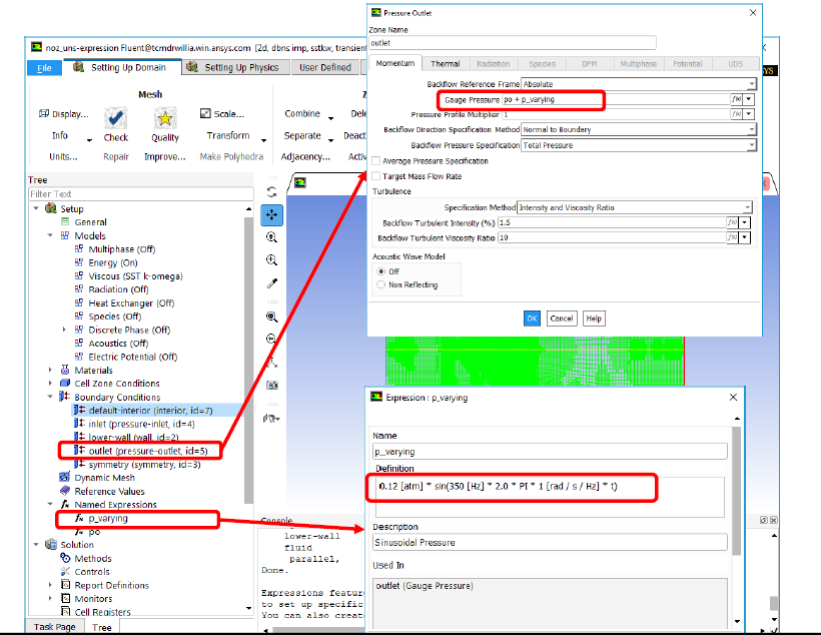 noz_uns-expression Fluent@tcmdrwillia.win.ansys.com [2d, dbns imp, sstkw, transient
File
Setting Up Domain
Setting Up Physics
User Defined
Mesh
Display...
Info
Units...
Check
Repair
Quality
Improve...
Scale...
Transform
Make Polyhedra
Combine
Separate
Adjacency...
Tree
Filter Text
Setup
General
Models
Multiphase (Off)
Energy (On)
Viscous (SST k-omega)
Radiation (Off)
Heat Exchanger (Off)
Species (Off)
Discrete Phase (Off)
Acoustics (Off)
Electric Potential (Off)
Materials
Cell Zone Conditions
Boundary Conditions
default-interior (interior, id=7)
inlet (pressure-inlet, id=4)
lower-wall (wall, id=2)
outlet (pressure-outlet, id=5)
symmetry (symmetry, id=3)
Dynamic Mesh
Reference Values
Named Expressions
p_varying
po
Solution
Methods
Controls
Report Definitions
Monitors
Cell Registers
Task Page
Tree
Console
lower-wall
fluid
parallel,
Done.
Expressions featur
to set up specific
You can also creat
Pressure Outlet
Zone Name
outlet
Momentum
Thermal
Radiation
Species
DPM
Multiphase
Potential
UDS
Backflow Reference Frame Absolute
Gauge Pressure po + p_varying
Pressure Profile Multiplier 1
Backflow Direction Specification Method Normal to Boundary
Backflow Pressure Specification Total Pressure
Average Pressure Specification
Target Mass Flow Rate
Turbulence
Specification Method Intensity and Viscosity Ratio
Backflow Turbulent Intensity (%) 1.5
Backflow Turbulent Viscosity Ratio 10
Acoustic Wave Model
Off
Non Reflecting
OK
Cancel
Help
Expression : p_varying
Name
p_varying
Definition
0.12 [atm] * sin(350 [Hz] * 2.0 * PI * 1 [rad / s / Hz] * t)
Description
Sinusoidal Pressure
Used In
outlet (Gauge Pressure)